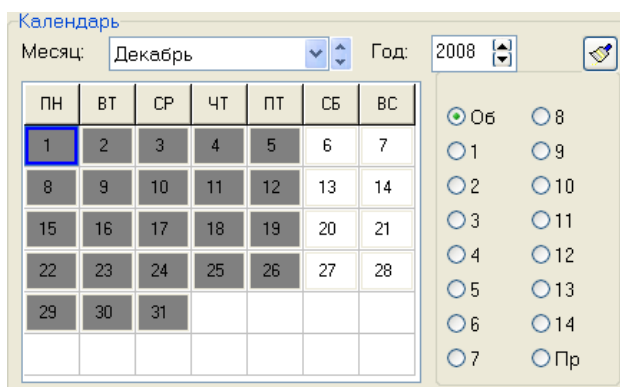 Календарь
Месяц: Декабрь Год: 2008
ПН ВТ СР ЧТ ПТ СБ ВС
1 2 3 4 5 6 7
8 9 10 11 12 13 14
15 16 17 18 19 20 21
22 23 24 25 26 27 28
29 30 31
Об 8
1 9
2 10
3 11
4 12
5 13
6 14
7 Пр